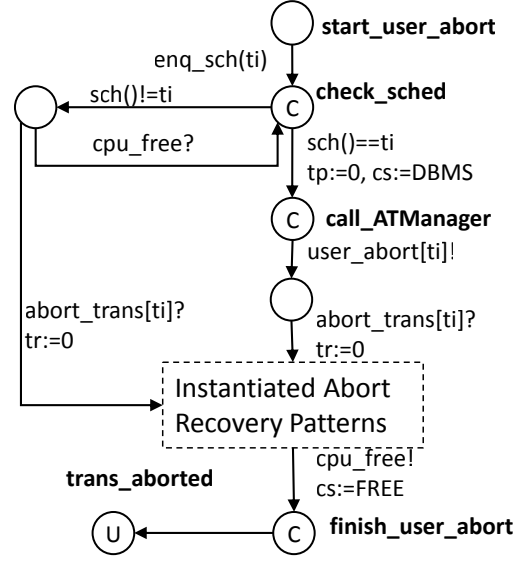 start_user_abort
enq_sch(ti)
sch()!=ti
C
check_sched
cpu_free?
sch()==ti
tp:=0, cs:=DBMS
C
call_ATManager
user_abort[ti]!
abort_trans[ti]?
tr:=0
abort_trans[ti]?
tr:=0
Instantiated Abort
Recovery Patterns
cpu_free!
cs:=FREE
trans_aborted
U
C
finish_user_abort